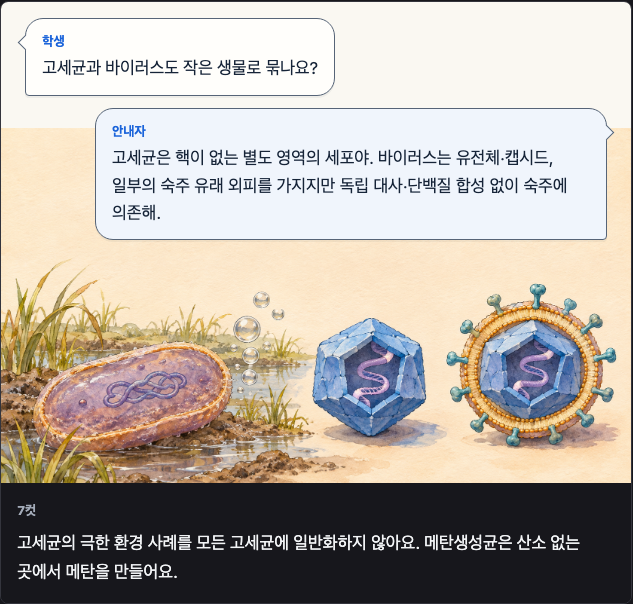 학생
고세균과 바이러스도 작은 생물로 묶나요?
안내자
고세균은 핵이 없는 별도 영역의 세포야. 바이러스는 유전체·캡시드,
일부의 숙주 유래 외피를 가지지만 독립 대사·단백질 합성 없이 숙주에
의존해.
7컷
고세균의 극한 환경 사례를 모든 고세균에 일반화하지 않아요. 메탄생성균은 산소 없는
곳에서 메탄을 만들어요.